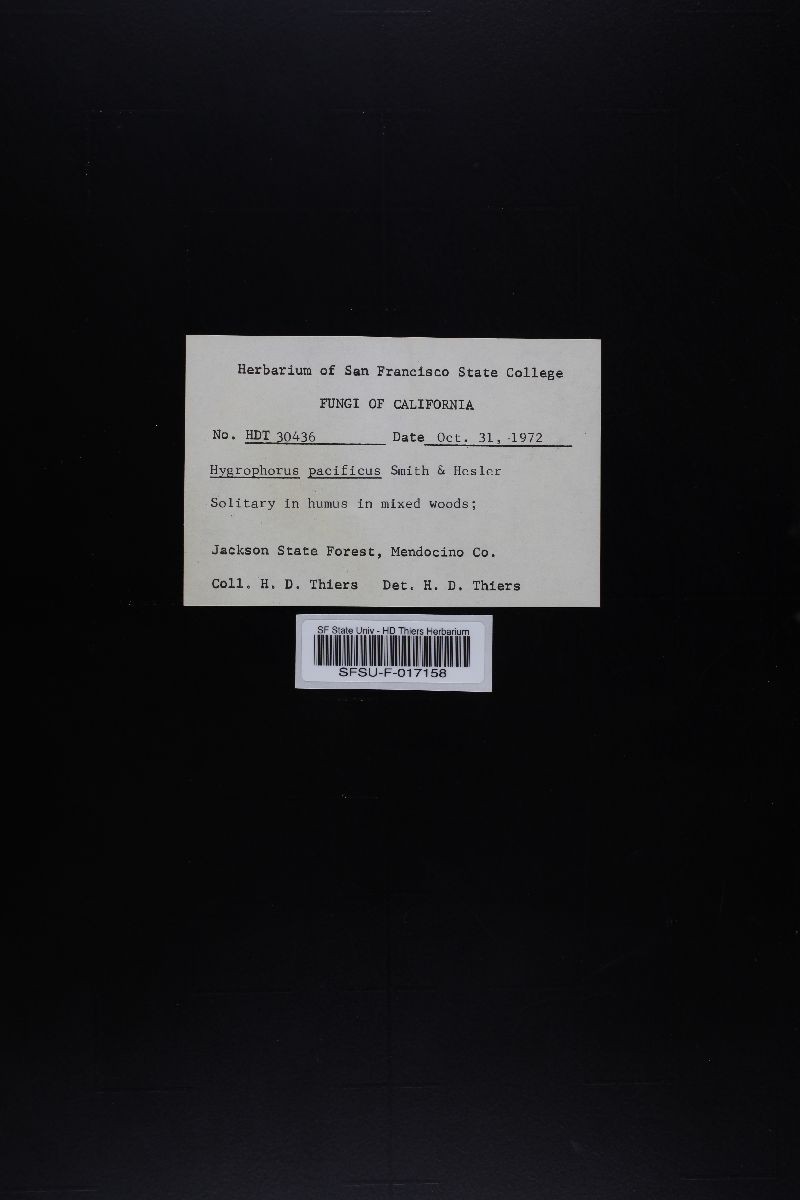 Herbarium of San Francisco State College
FUNGI OF CALIFORNIA
No. HDT 30436 Date Oct. 31, 1972
Hygrophorus pacificus Smith & Hesler
Solitary in humus in mixed woods;
Jackson State Forest, Mendocino Co.
Coll. H. D. Thiers Det. H. D. Thiers
SF State Univ - HD Thiers Herbarium
SFSU-F-017158